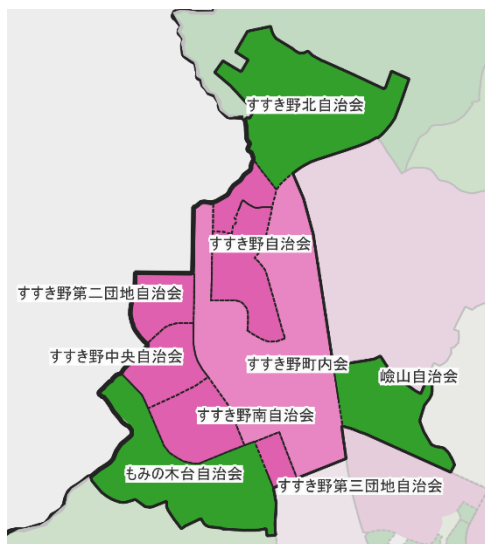 すすき野北自治会
すすき野自治会
すすき野第二団地自治会
すすき野中央自治会
すすき野町内会
嶮山自治会
すすき野南自治会
もみの木台自治会
すすき野第三団地自治会